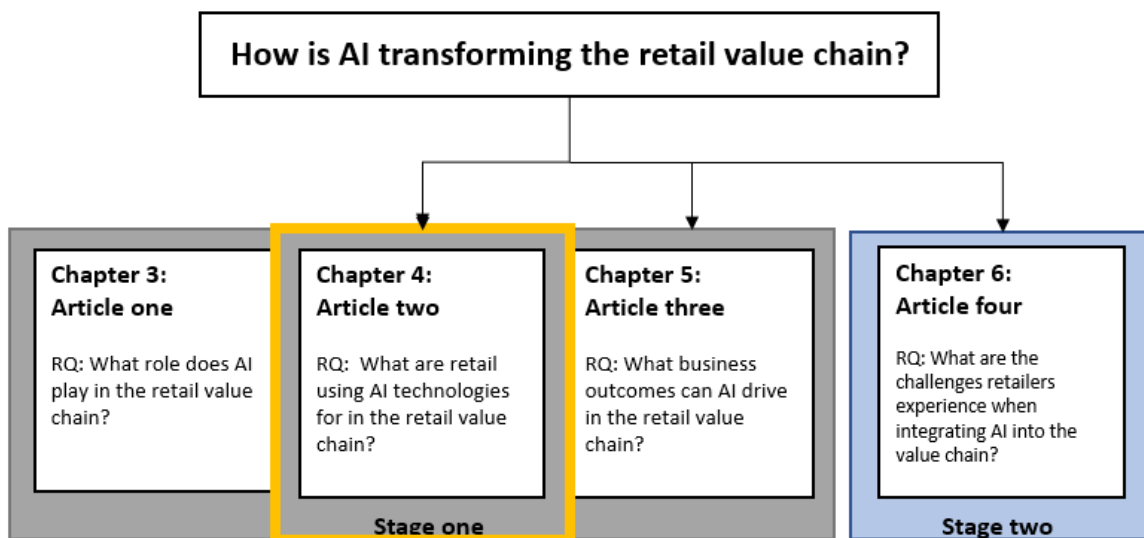 How is AI transforming the retail value chain?
Chapter 3:
Article one
RQ: What role does AI
play in the retail value
chain?
Chapter 4:
Article two
RQ:  What are retail
using AI technologies
for in the retail value
chain?
Chapter 5:
Article three
RQ: What business
outcomes can AI drive
in the retail value
chain?
Chapter 6:
Article four
RQ: What are the
challenges retailers
experience when
integrating AI into the
value chain?
Stage one
Stage two